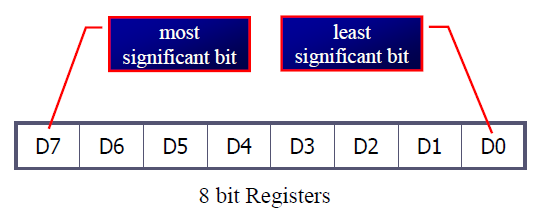 most
significant bit
least
significant bit
D7 D6 D5 D4 D3 D2 D1 D0
8 bit Registers